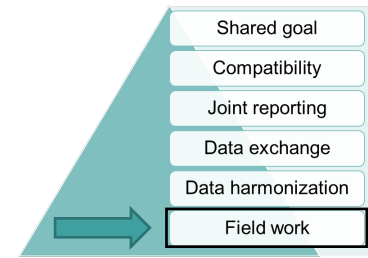 Shared goal
Compatibility
Joint reporting
Data exchange
Data harmonization
Field work